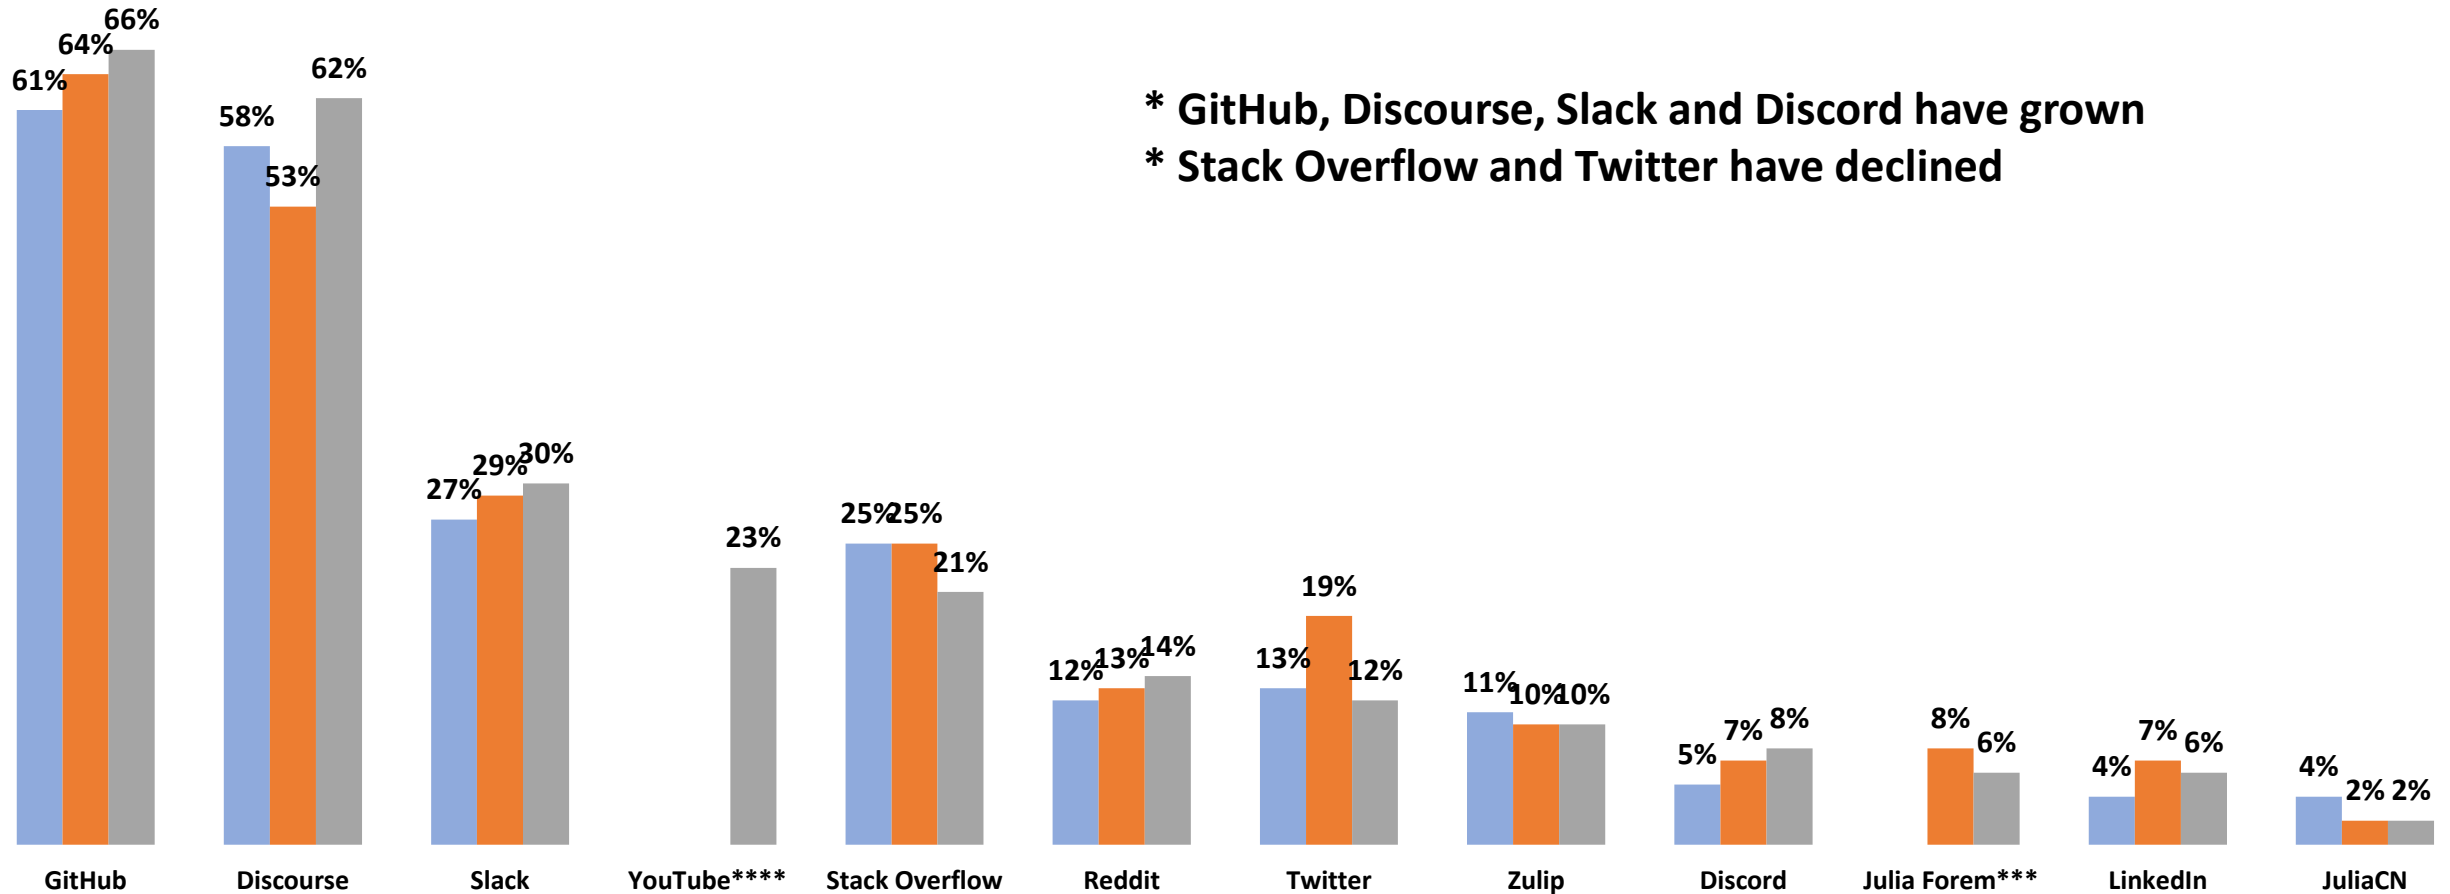 * GitHub, Discourse, Slack and Discord have grown
* Stack Overflow and Twitter have declined
61% 64% 66%
58% 53% 62%
27% 29% 30%
23%
25% 25% 21%
12% 13% 14%
13% 19% 12%
11% 10% 10%
5% 7% 8%
8% 6%
4% 7% 6%
4% 2% 2%
GitHub Discourse Slack YouTube**** Stack Overflow Reddit Twitter Zulip Discord Julia Forem*** LinkedIn JuliaCN